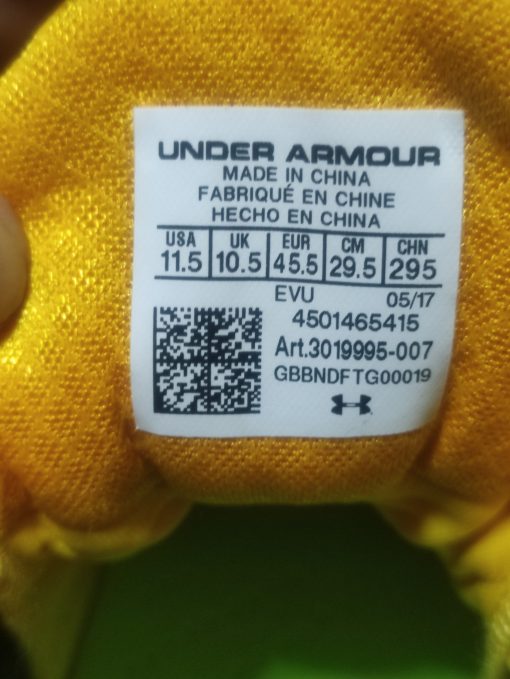 UNDER ARMOUR
MADE IN CHINA
FABRIQUÉ EN CHINE
HECHO EN CHINA
USA UK EUR CM CHN
11.5 10.5 45.5 29.5 295
EVU 05/17
4501465415
Art.3019995-007
GBBNDFTG00019